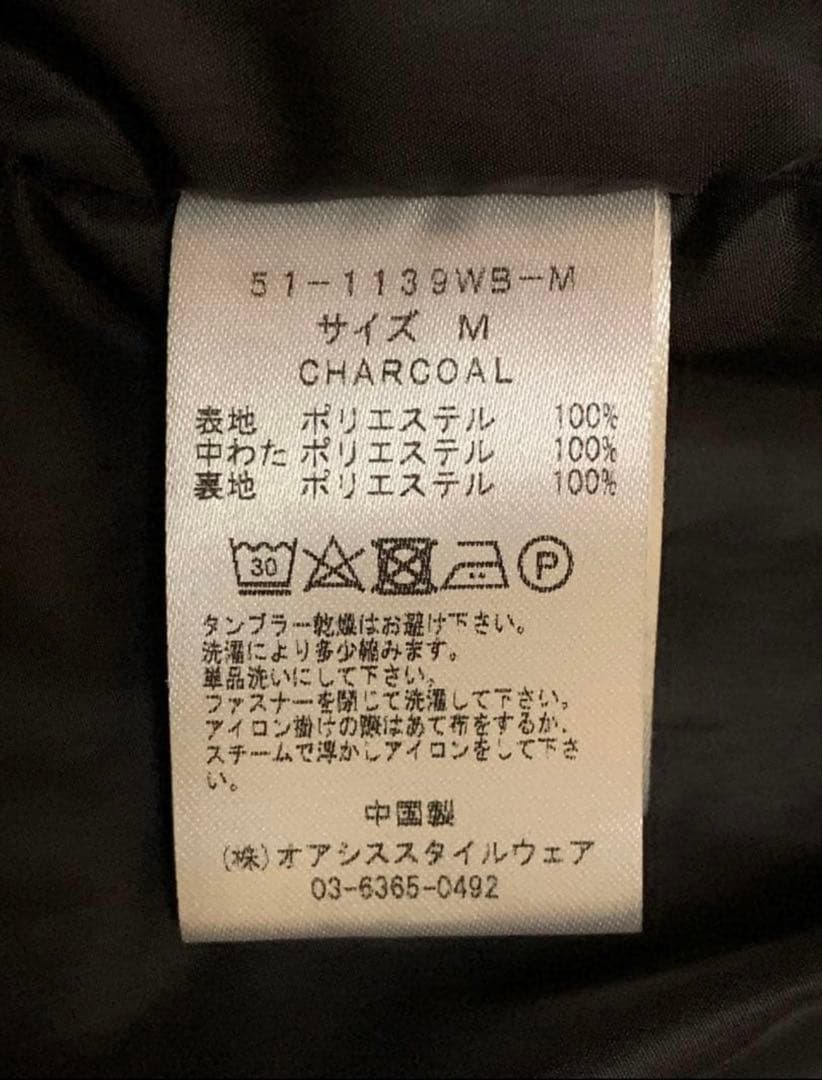 51-1139WB-M
サイズ M
CHARCOAL
表地 ポリエステル 100%
中わた ポリエステル 100%
裏地 ポリエステル 100%
30 P
タンブラー乾燥はお避け下さい。
洗濯により多少縮みます。
単品洗いにして下さい。
ファスナーを閉じて洗濯して下さい。
アイロン掛けの際はあて布をするか、
スチームで浮かしアイロンをして下さ
い。
中国製
(株)オアシススタイルウェア
03-6365-0492